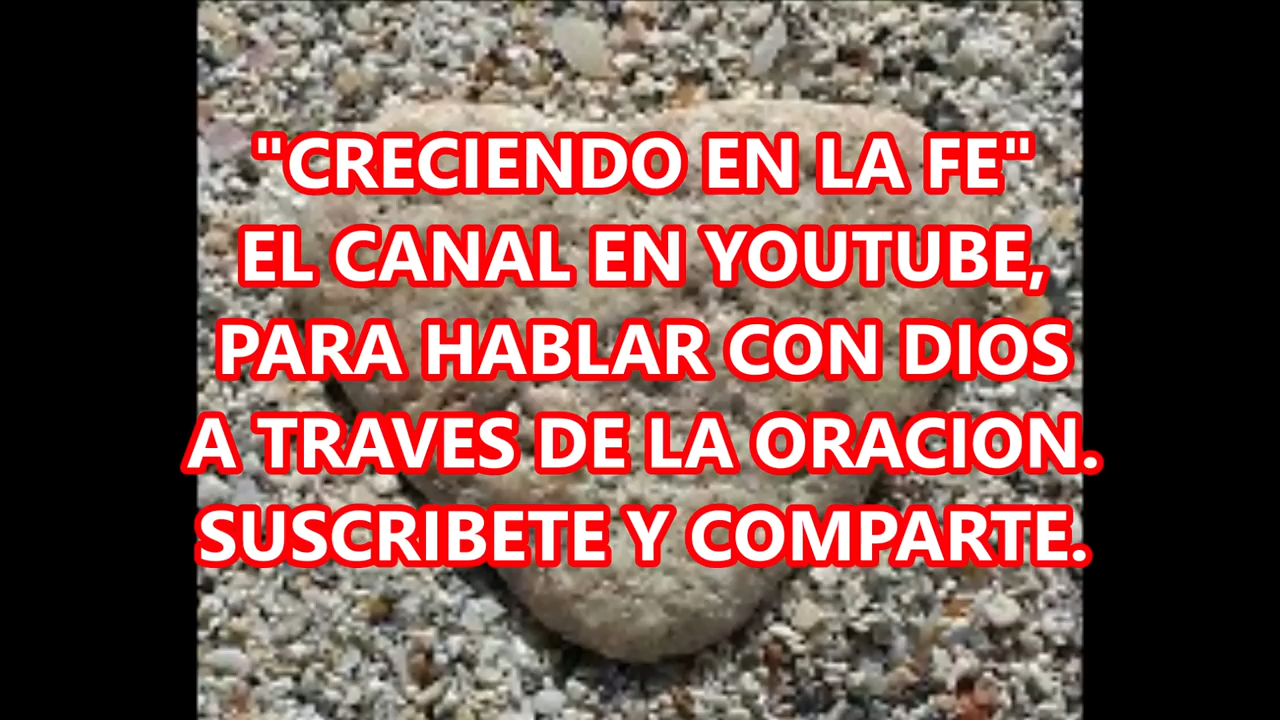 "CRECIENDO EN LA FE"
EL CANAL EN YOUTUBE,
PARA HABLAR CON DIOS
A TRAVES DE LA ORACION.
SUSCRIBETE Y COMPARTE.